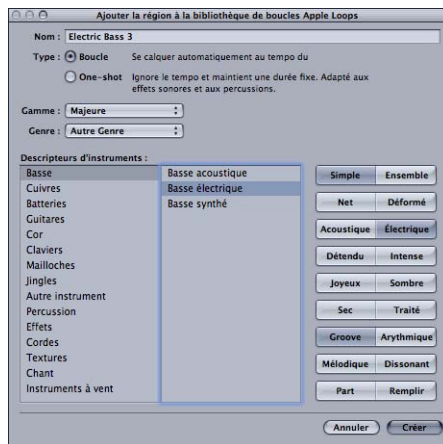 Ajouter la région à la bibliothèque de boucles Apple Loops
Nom : Electric Bass 3
Type : Boucle Se calquer automatiquement au tempo du
One-shot Ignore le tempo et maintient une durée fixe. Adapté aux
effets sonores et aux percussions.
Gamme : Majeure
Genre : Autre Genre
Descripteurs d'instruments :
Basse Basse acoustique Simple Ensemble
Cuivres Basse électrique
Batteries Basse synthé Net Déformé
Guitares
Cor Acoustique Électrique
Claviers
Mailloches Détendu Intense
Jingles
Autre instrument Joyeux Sombre
Percussion
Effets Sec Traité
Cordes Groove Arythmique
Textures
Chant Mélodique Dissonant
Instruments à vent Part Remplir
Annuler Créer